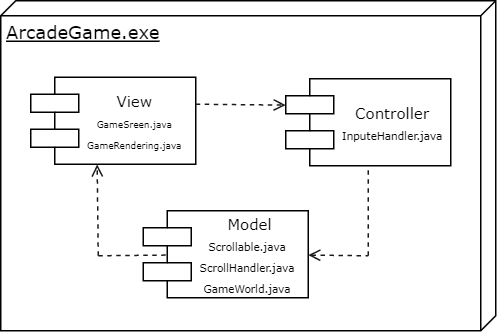 ArcadeGame.exe
View
GameSreen.java
GameRendering.java
Controller
InputeHandler.java
Model
Scrollable.java
ScrollHandler.java
GameWorld.java